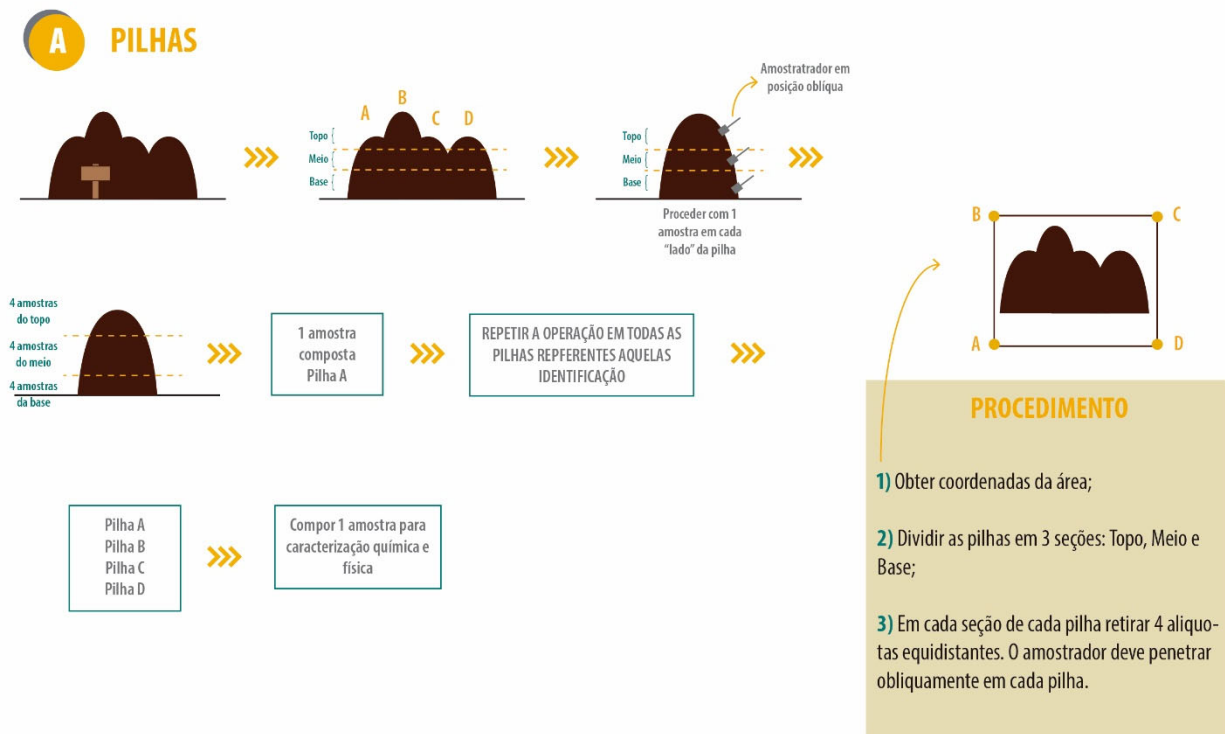 A PILHAS
A
B
C
D
Topo
Meio
Base
Amostratrador em
posição oblíqua
Topo
Meio
Base
Proceder com 1
amostra em cada
"lado" da pilha
4 amostras
do topo
4 amostras
do meio
4 amostras
da base
1 amostra
composta
Pilha A
REPETIR A OPERAÇÃO EM TODAS AS
PILHAS REPFERENTES AQUELAS
IDENTIFICAÇÃO
B
C
A
D
Pilha A
Pilha B
Pilha C
Pilha D
Compor 1 amostra para
caracterização química e
física
PROCEDIMENTO
1) Obter coordenadas da área;
2) Dividir as pilhas em 3 seções: Topo, Meio e
Base;
3) Em cada seção de cada pilha retirar 4 aliquo-
tas equidistantes. O amostrador deve penetrar
obliquamente em cada pilha.